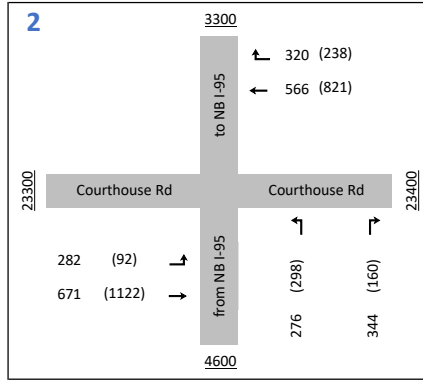 2
3300
320 (238)
566 (821)
to NB I-95
23300
Courthouse Rd
Courthouse Rd
23400
282 (92)
671 (1122)
from NB I-95
276 (298)
344 (160)
4600